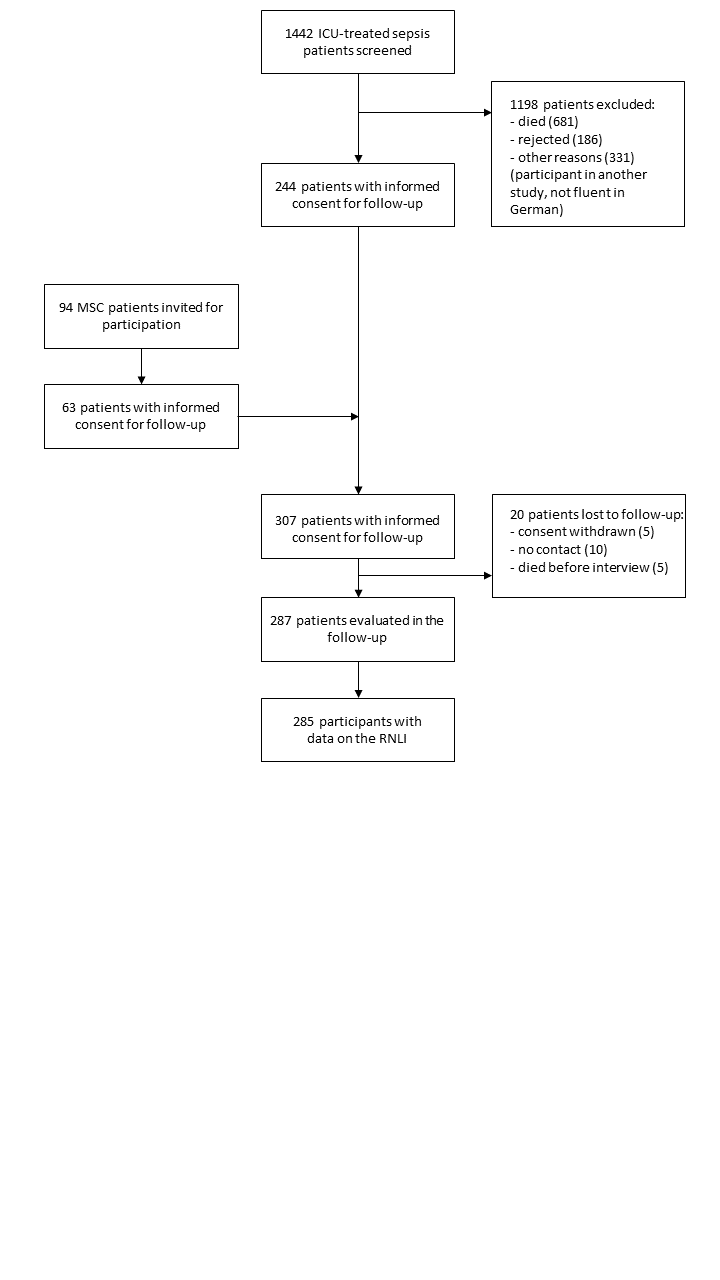 1442 ICU-treated sepsis
patients screened
1198 patients excluded:
- died (681)
- rejected (186)
- other reasons (331)
(participant in another
study, not fluent in
German)
244 patients with informed
consent for follow-up
94 MSC patients invited for
participation
63 patients with informed
consent for follow-up
307 patients with informed
consent for follow-up
20 patients lost to follow-up:
- consent withdrawn (5)
- no contact (10)
- died before interview (5)
287 patients evaluated in the
follow-up
285 participants with
data on the RNLI